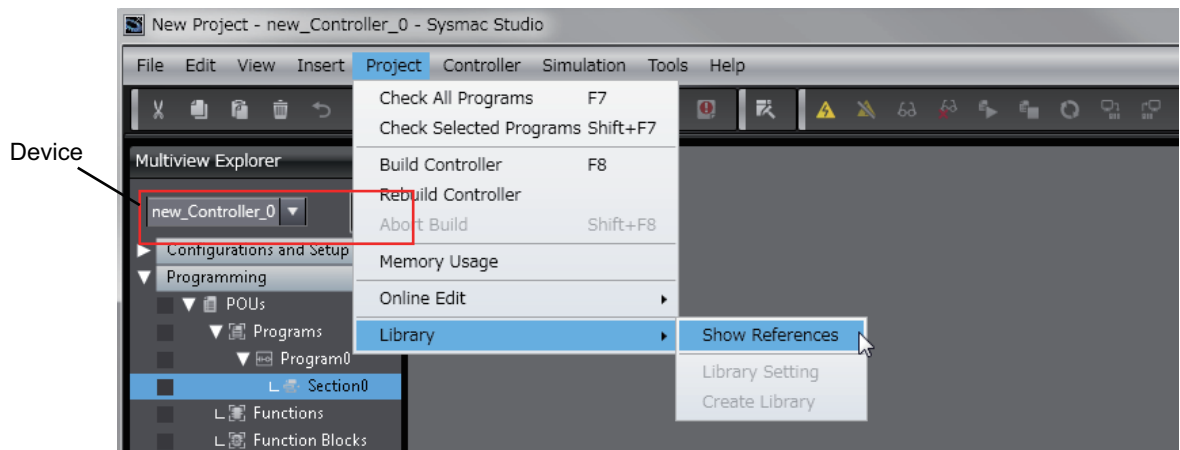 New Project - new_Controller_0 - Sysmac Studio
File Edit View Insert Project Controller Simulation Tools Help
Check All Programs F7
Check Selected Programs Shift+F7
Device
Multiview Explorer
Build Controller F8
new_Controller_0
Rebuild Controller
Abort Build Shift+F8
Configurations and Setup
Memory Usage
Programming
Online Edit
POUs
Programs
Library
Show References
Program0
Library Setting
Section0
Create Library
Functions
Function Blocks